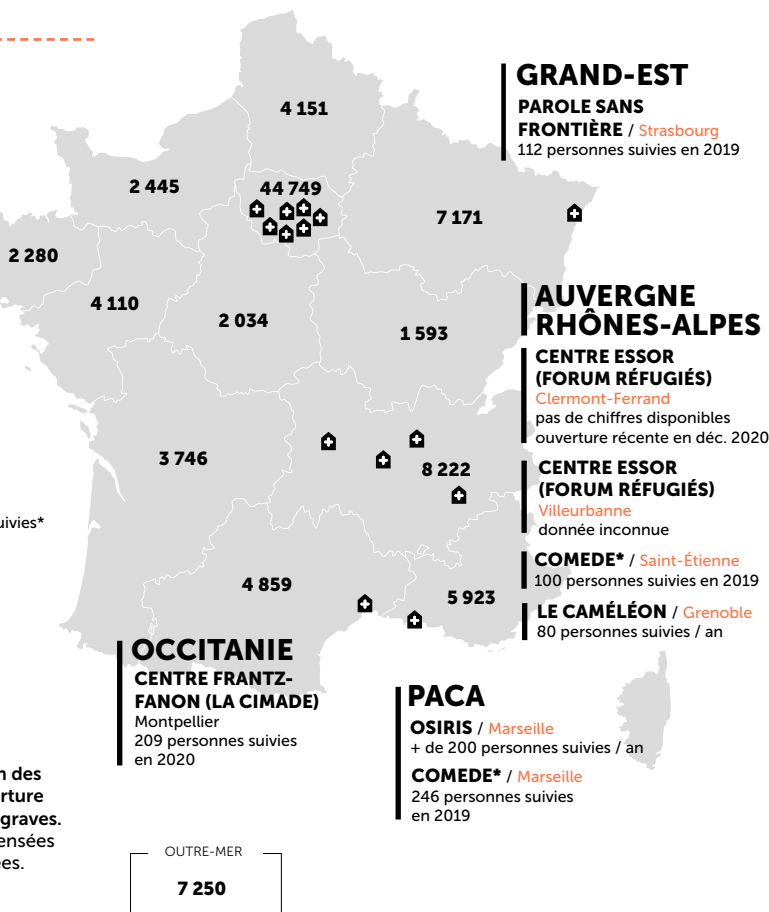 GRAND-EST
PAROLE SANS
FRONTIÈRE / Strasbourg
112 personnes suivies en 2019
4 151
2 445
44 749
7 171
2 280
4 110
2 034
1 593
3 746
8 222
4 859
5 923
AUVERGNE
RHÔNES-ALPES
CENTRE ESSOR
(FORUM RÉFUGIÉS)
Clermont-Ferrand
pas de chiffres disponibles
ouverture récente en déc. 2020
CENTRE ESSOR
(FORUM RÉFUGIÉS)
Villeurbanne
donnée inconnue
COMEDE* / Saint-Étienne
100 personnes suivies en 2019
LE CAMÉLÉON / Grenoble
80 personnes suivies / an
OCCITANIE
CENTRE FRANTZ-
FANON (LA CIMADE)
Montpellier
209 personnes suivies
en 2020
PACA
OSIRIS / Marseille
+ de 200 personnes suivies / an
COMEDE* / Marseille
246 personnes suivies
en 2019
uivies*
n des
rture
graves.
ensées
es.
OUTRE-MER
7 250